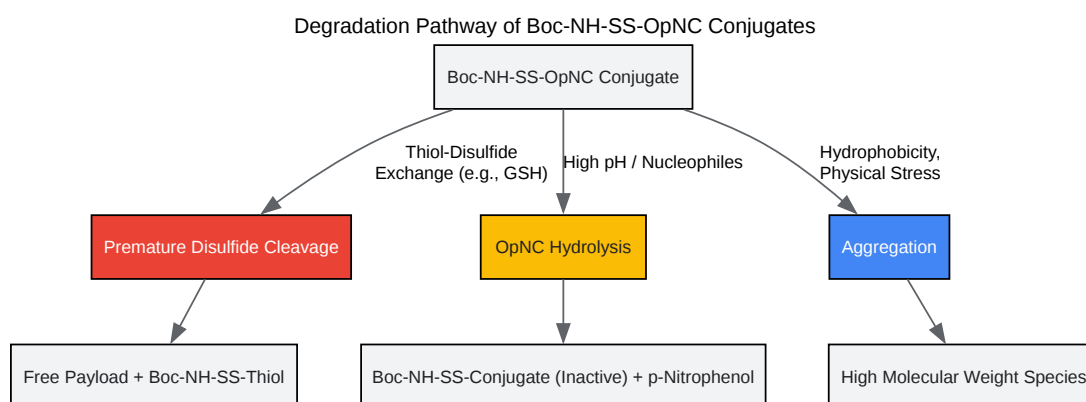 Degradation Pathway of Boc-NH-SS-OpNC Conjugates
Boc-NH-SS-OpNC Conjugate
Thiol-Disulfide
Exchange (e.g., GSH)
High pH / Nucleophiles
Hydrophobicity,
Physical Stress
Premature Disulfide Cleavage
OpNC Hydrolysis
Aggregation
Free Payload + Boc-NH-SS-Thiol
Boc-NH-SS-Conjugate (Inactive) + p-Nitrophenol
High Molecular Weight Species